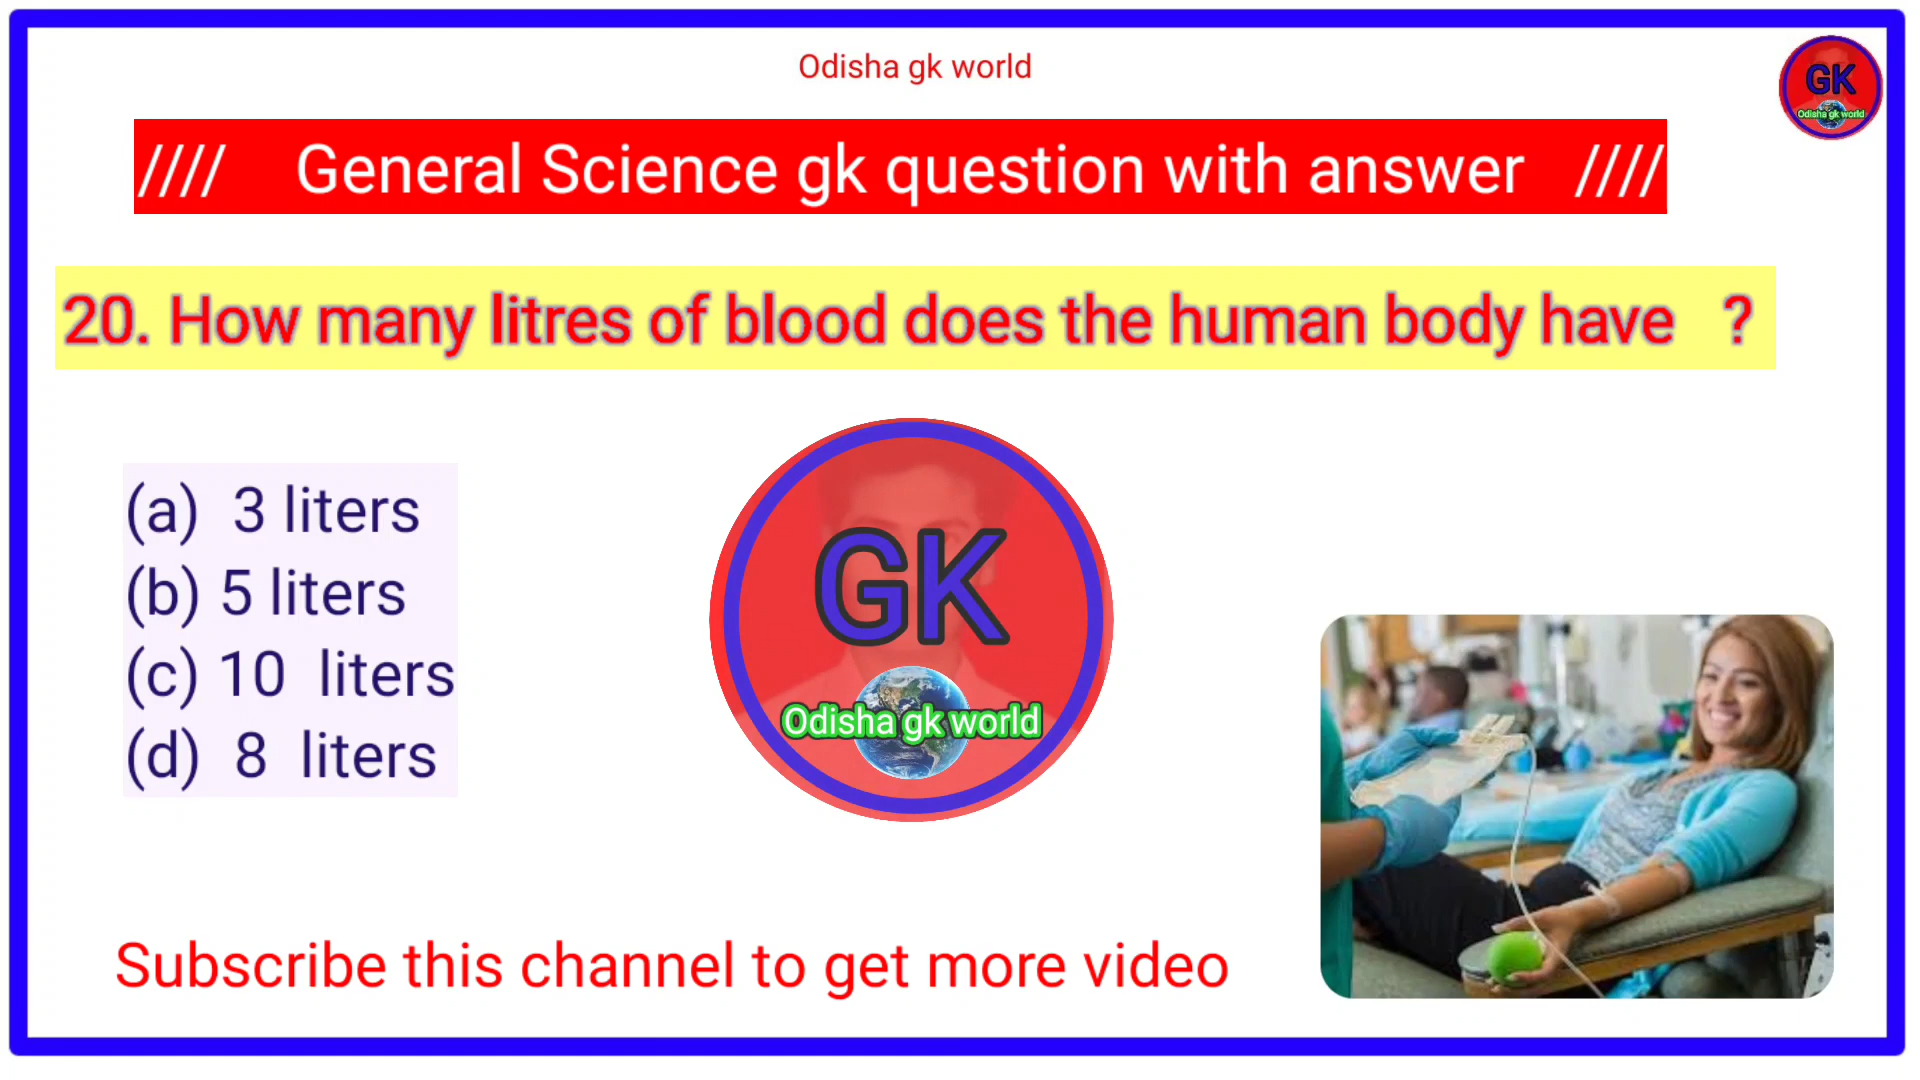 Odisha gk world
GK
Odisha gk world
//// General Science gk question with answer ////
20. How many litres of blood does the human body have ?
(a) 3 liters
(b) 5 liters
(c) 10 liters
(d) 8 liters
GK
Odisha gk world
Subscribe this channel to get more video